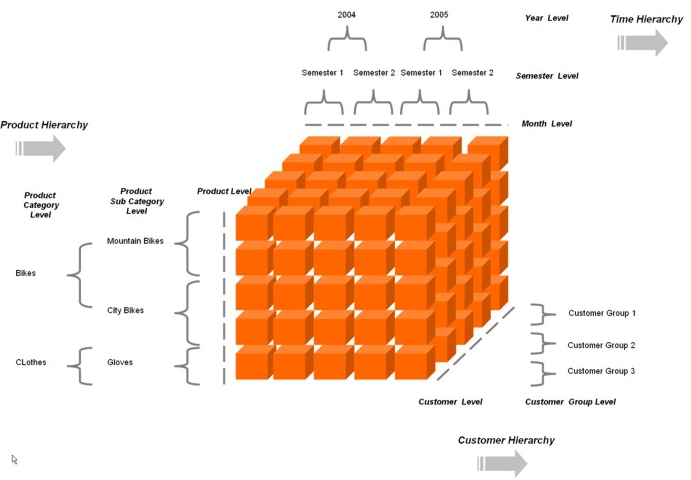 2004
2005
Year Level
Time Hierarchy
Semester 1
Semester 2
Semester 1
Semester 2
Semester Level
Month Level
Product Hierarchy
Product
Category
Level
Product
Sub Category
Level
Product Level
Mountain Bikes
Bikes
City Bikes
CLothes
Gloves
Customer Group 1
Customer Group 2
Customer Group 3
Customer Level
Customer Group Level
Customer Hierarchy